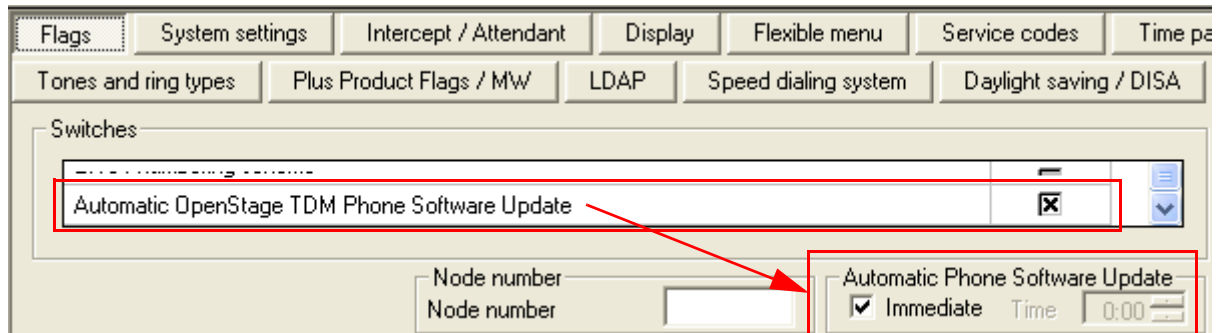 Flags System settings Intercept / Attendant Display Flexible menu Service codes Time pa
Tones and ring types Plus Product Flags / MW LDAP Speed dialing system Daylight saving / DISA
Switches
Automatic OpenStage TDM Phone Software Update
Node number Automatic Phone Software Update
Node number Immediate Time 0:00